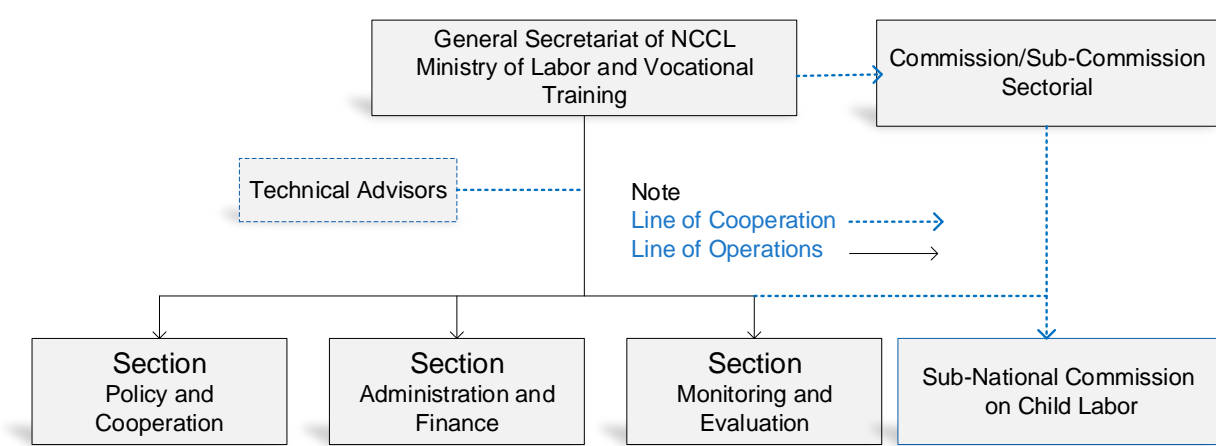 General Secretariat of NCCL
Ministry of Labor and Vocational
Training
Commission/Sub-Commission
Sectorial
Technical Advisors
Note
Line of Cooperation
Line of Operations
Section
Policy and
Cooperation
Section
Administration and
Finance
Section
Monitoring and
Evaluation
Sub-National Commission
on Child Labor